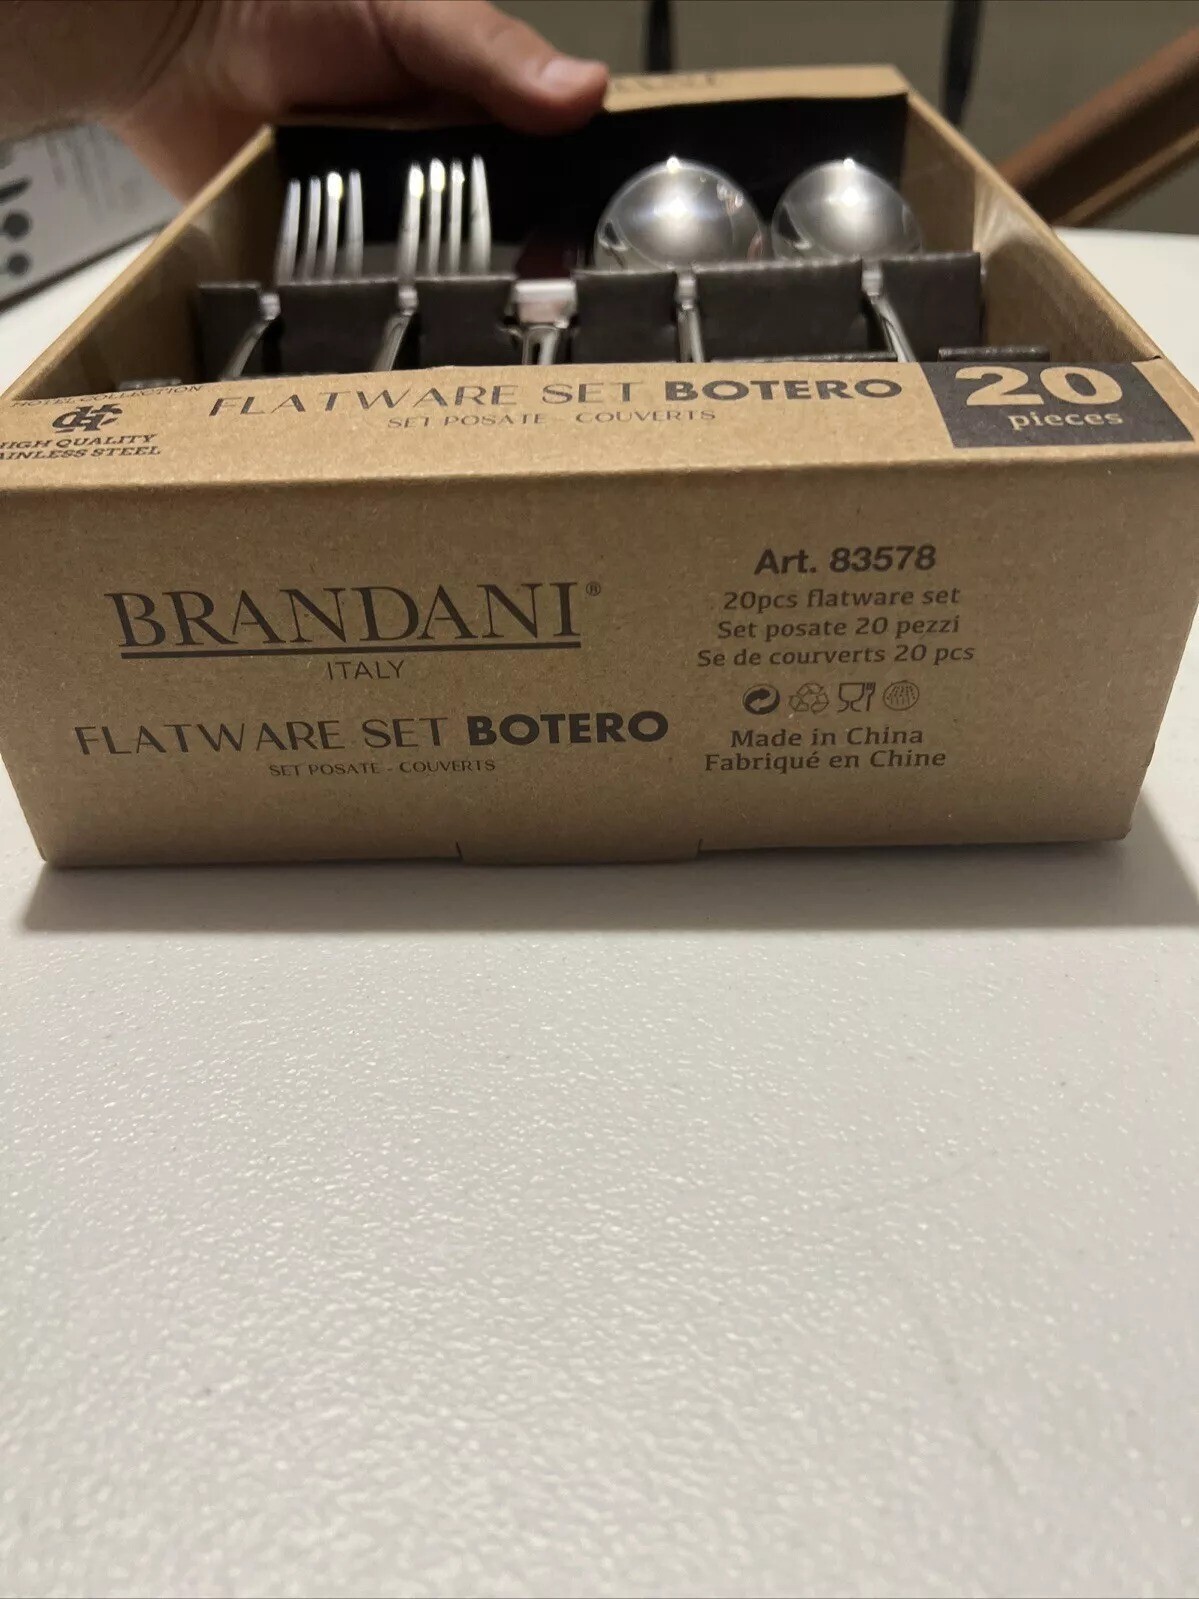 HOTEL COLLECTION
HIGH QUALITY
AINLESS STEEL
FLATWARE SET BOTERO
SET POSATE - COUVERTS
20
pieces
BRANDANI®
ITALY
FLATWARE SET BOTERO
SET POSATE - COUVERTS
Art. 83578
20pcs flatware set
Set posate 20 pezzi
Se de courverts 20 pcs
Made in China
Fabriqué en Chine